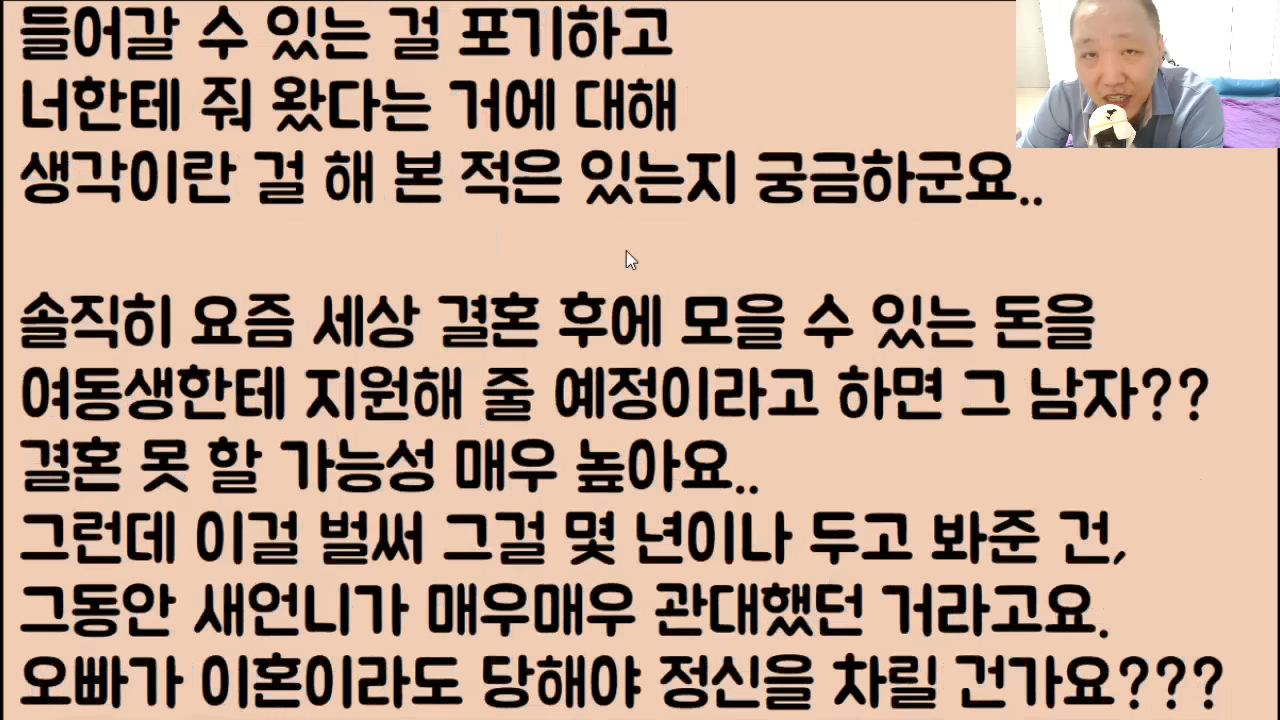 들어갈 수 있는 걸 포기하고
너한테 줘 왔다는 거에 대해
생각이란 걸 해 본 적은 있는지 궁금하군요..
솔직히 요즘 세상 결혼 후에 모을 수 있는 돈을
여동생한테 지원해 줄 예정이라고 하면 그 남자??
결혼 못 할 가능성 매우 높아요..
그런데 이걸 벌써 그걸 몇 년이나 두고 봐준 건,
그동안 새언니가 매우매우 관대했던 거라고요.
오빠가 이혼이라도 당해야 정신을 차릴 건가요???